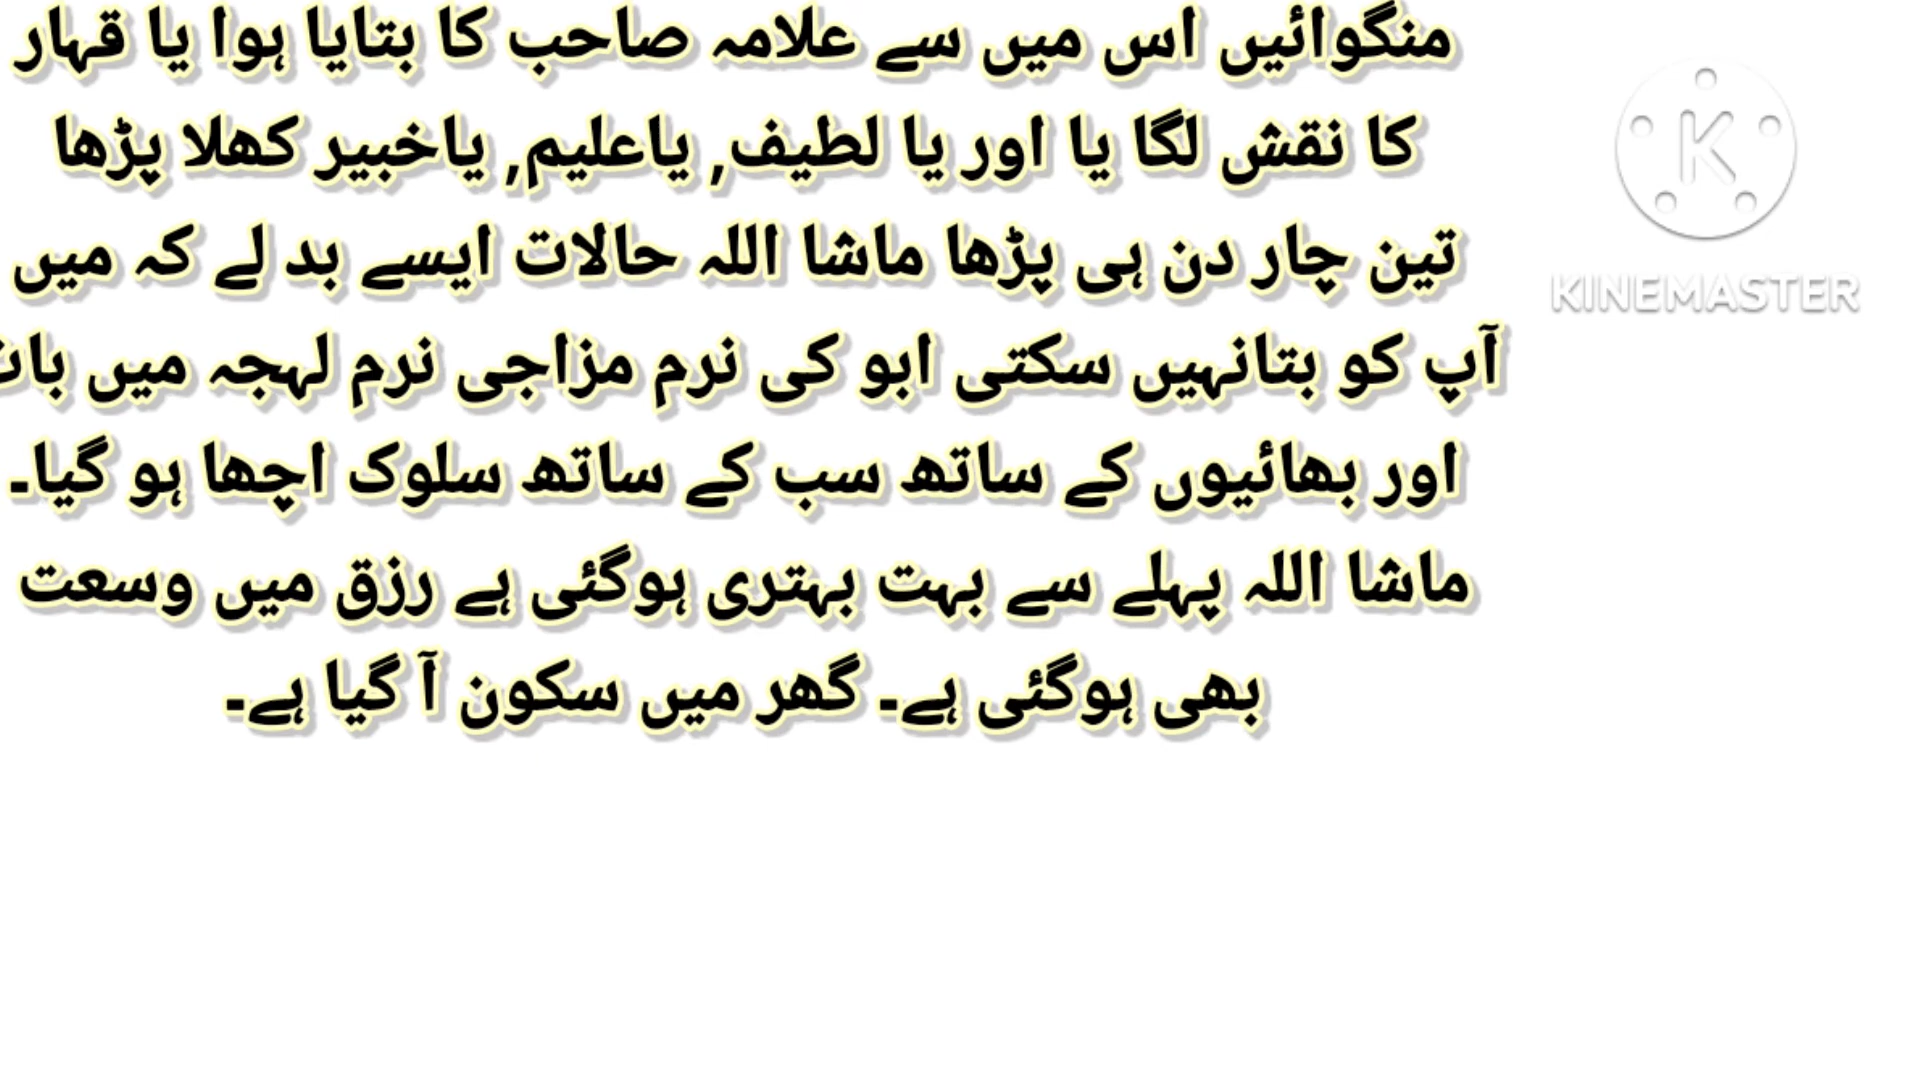 منگوائیں اس میں سے علامہ صاحب کا بتایا ہوا یا قہار
کا نقش لگا یا اور یا لطیف, یاعلیم, یاخبیر کھلا پڑھا
تین چار دن ہی پڑھا ماشا اللہ حالات ایسے بد لے کہ میں
آپ کو بتانہیں سکتی ابو کی نرم مزاجی نرم لہجہ میں بات
اور بھائیوں کے ساتھ سب کے ساتھ سلوک اچھا ہو گیا۔
ماشا اللہ پہلے سے بہت بہتری ہوگئی ہے رزق میں وسعت
بھی ہوگئی ہے۔ گھر میں سکون آ گیا ہے۔
KINEMASTER